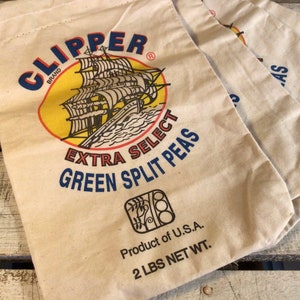 CLIPPER
BRAND
®
EXTRA SELECT
GREEN SPLIT PEAS
Product of U.S.A.
2 LBS NET WT.